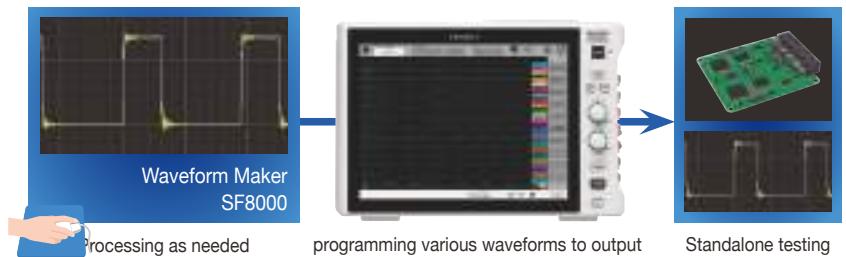 Waveform Maker
SF8000
Processing as needed
programming various waveforms to output
Standalone testing